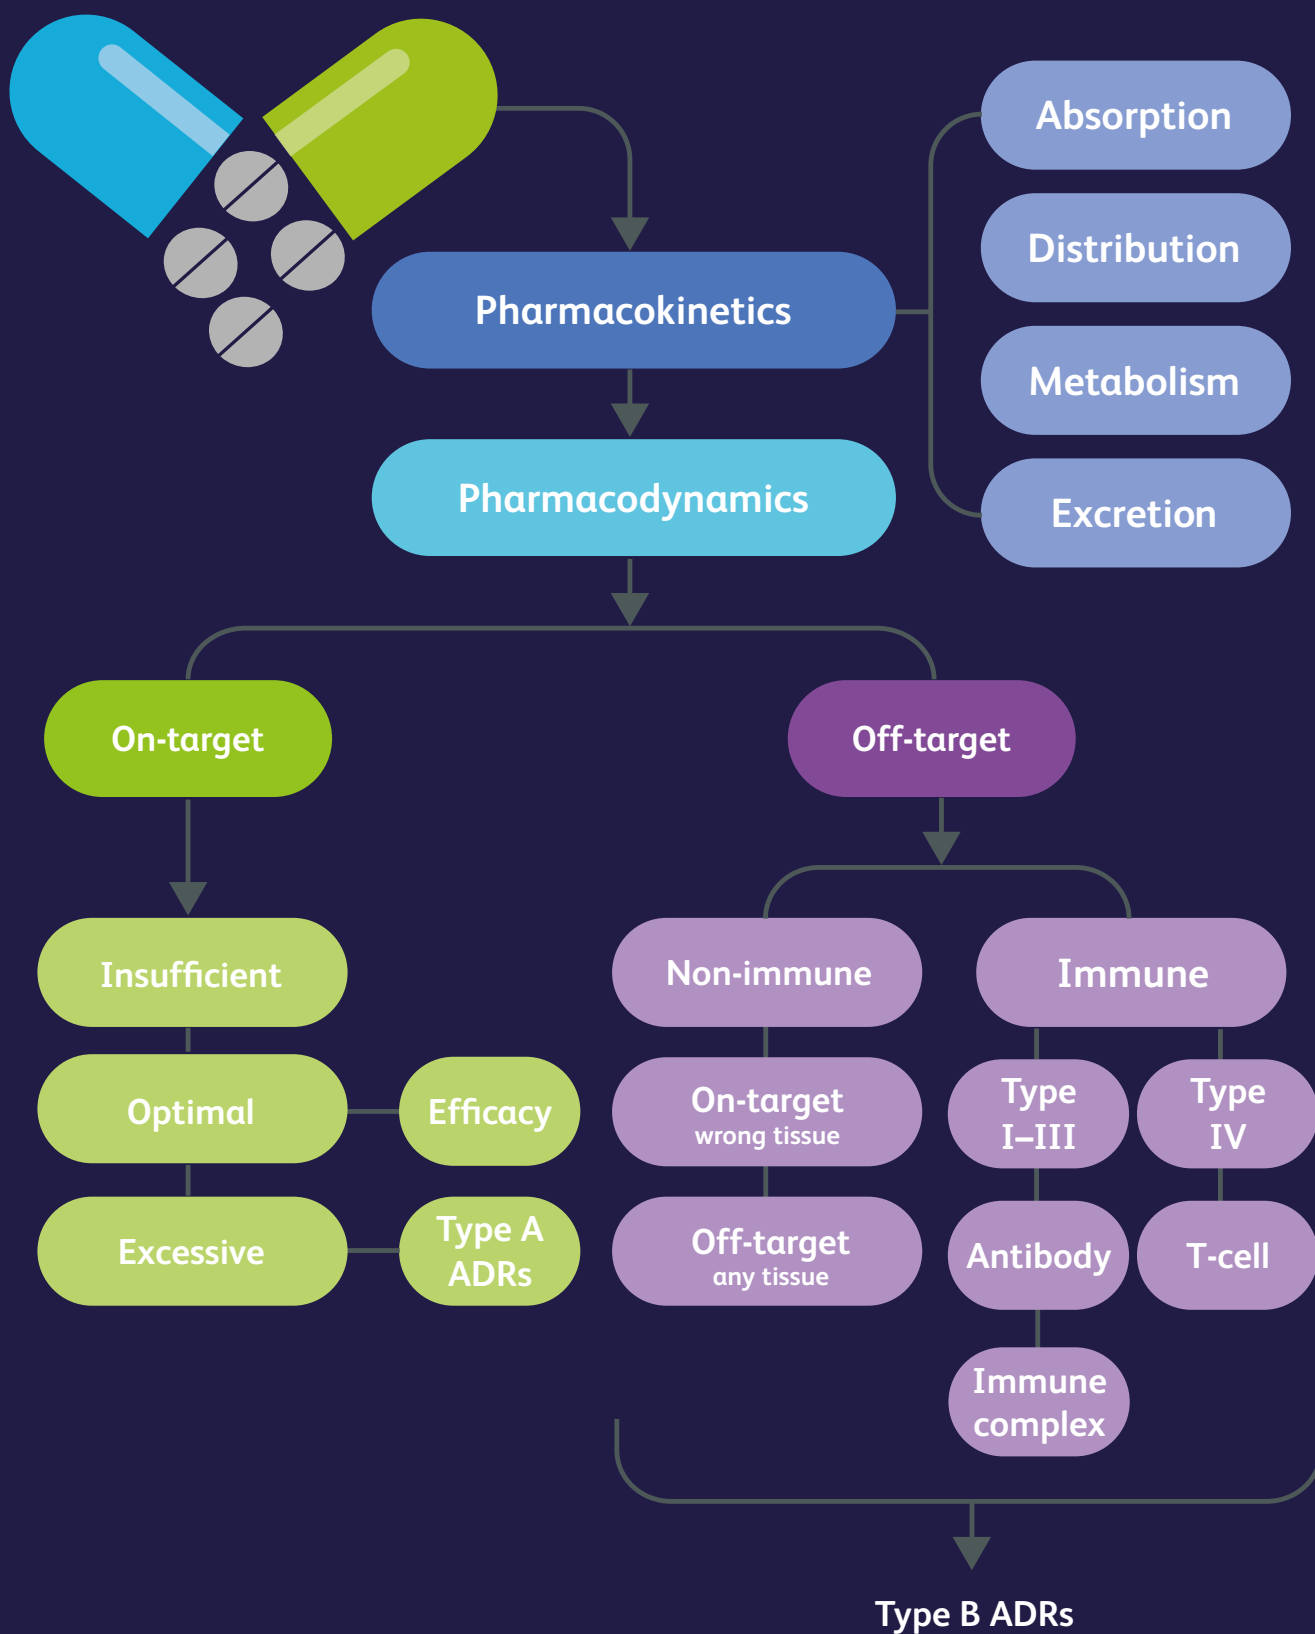 Absorption
Distribution
Pharmacokinetics
Metabolism
Pharmacodynamics
Excretion
On-target
Off-target
Insufficient
Optimal
Efficacy
Excessive
Type A
ADRs
Non-immune
On-target
wrong tissue
Off-target
any tissue
Immune
Type
I–III
Antibody
Immune
complex
Type
IV
T-cell
Type B ADRs